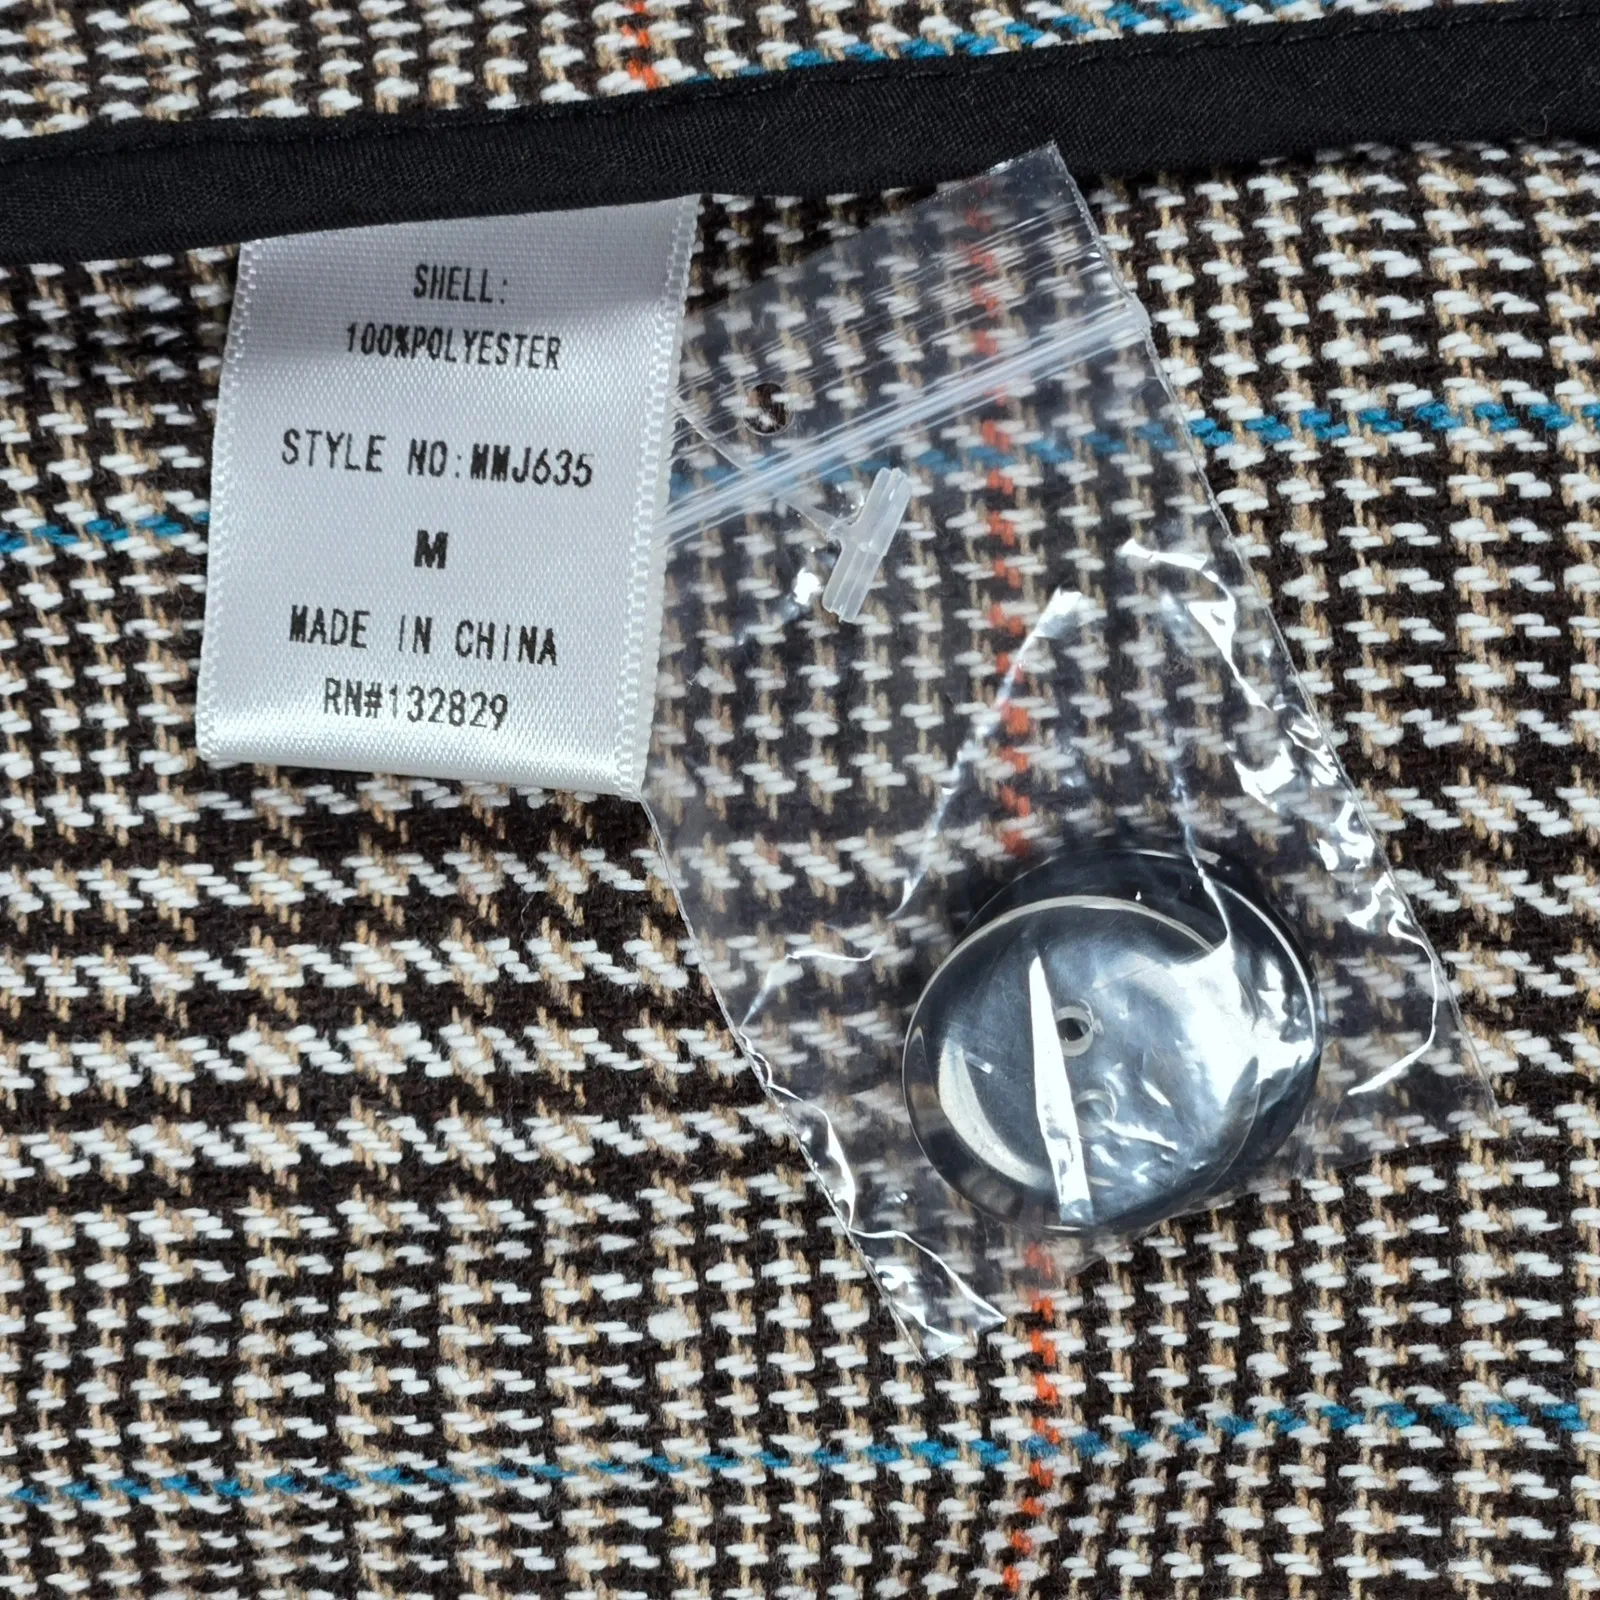 SHELL:
100%POLYESTER
STYLE NO:MMJ635
M
MADE IN CHINA
RN#132829